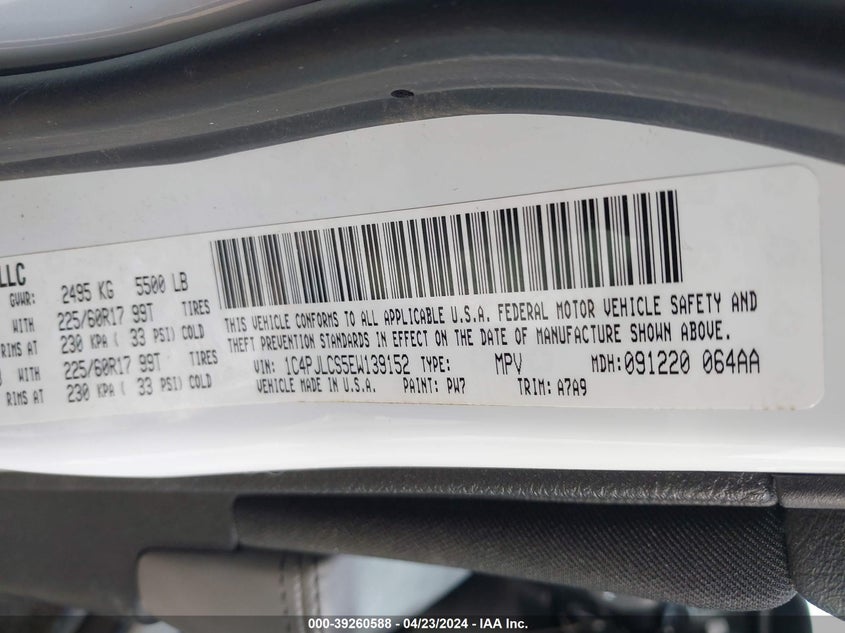 LLC
GVWR: 2495 KG 5500 LB
WITH 225/60R17 99T TIRES
RIMS AT 230 KPA ( 33 PSI) COLD
WITH 225/60R17 99T TIRES
RIMS AT 230 KPA ( 33 PSI) COLD
THIS VEHICLE CONFORMS TO ALL APPLICABLE U.S.A. FEDERAL MOTOR VEHICLE SAFETY AND
THEFT PREVENTION STANDARDS IN EFFECT ON THE DATE OF MANUFACTURE SHOWN ABOVE.
VIN: 1C4PJLCS5EW139152 TYPE: MPV MDH:091220 064AA
VEHICLE MADE IN U.S.A. PAINT: PW7 TRIM: A7A9
000-39260588 - 04/23/2024 - IAA Inc.